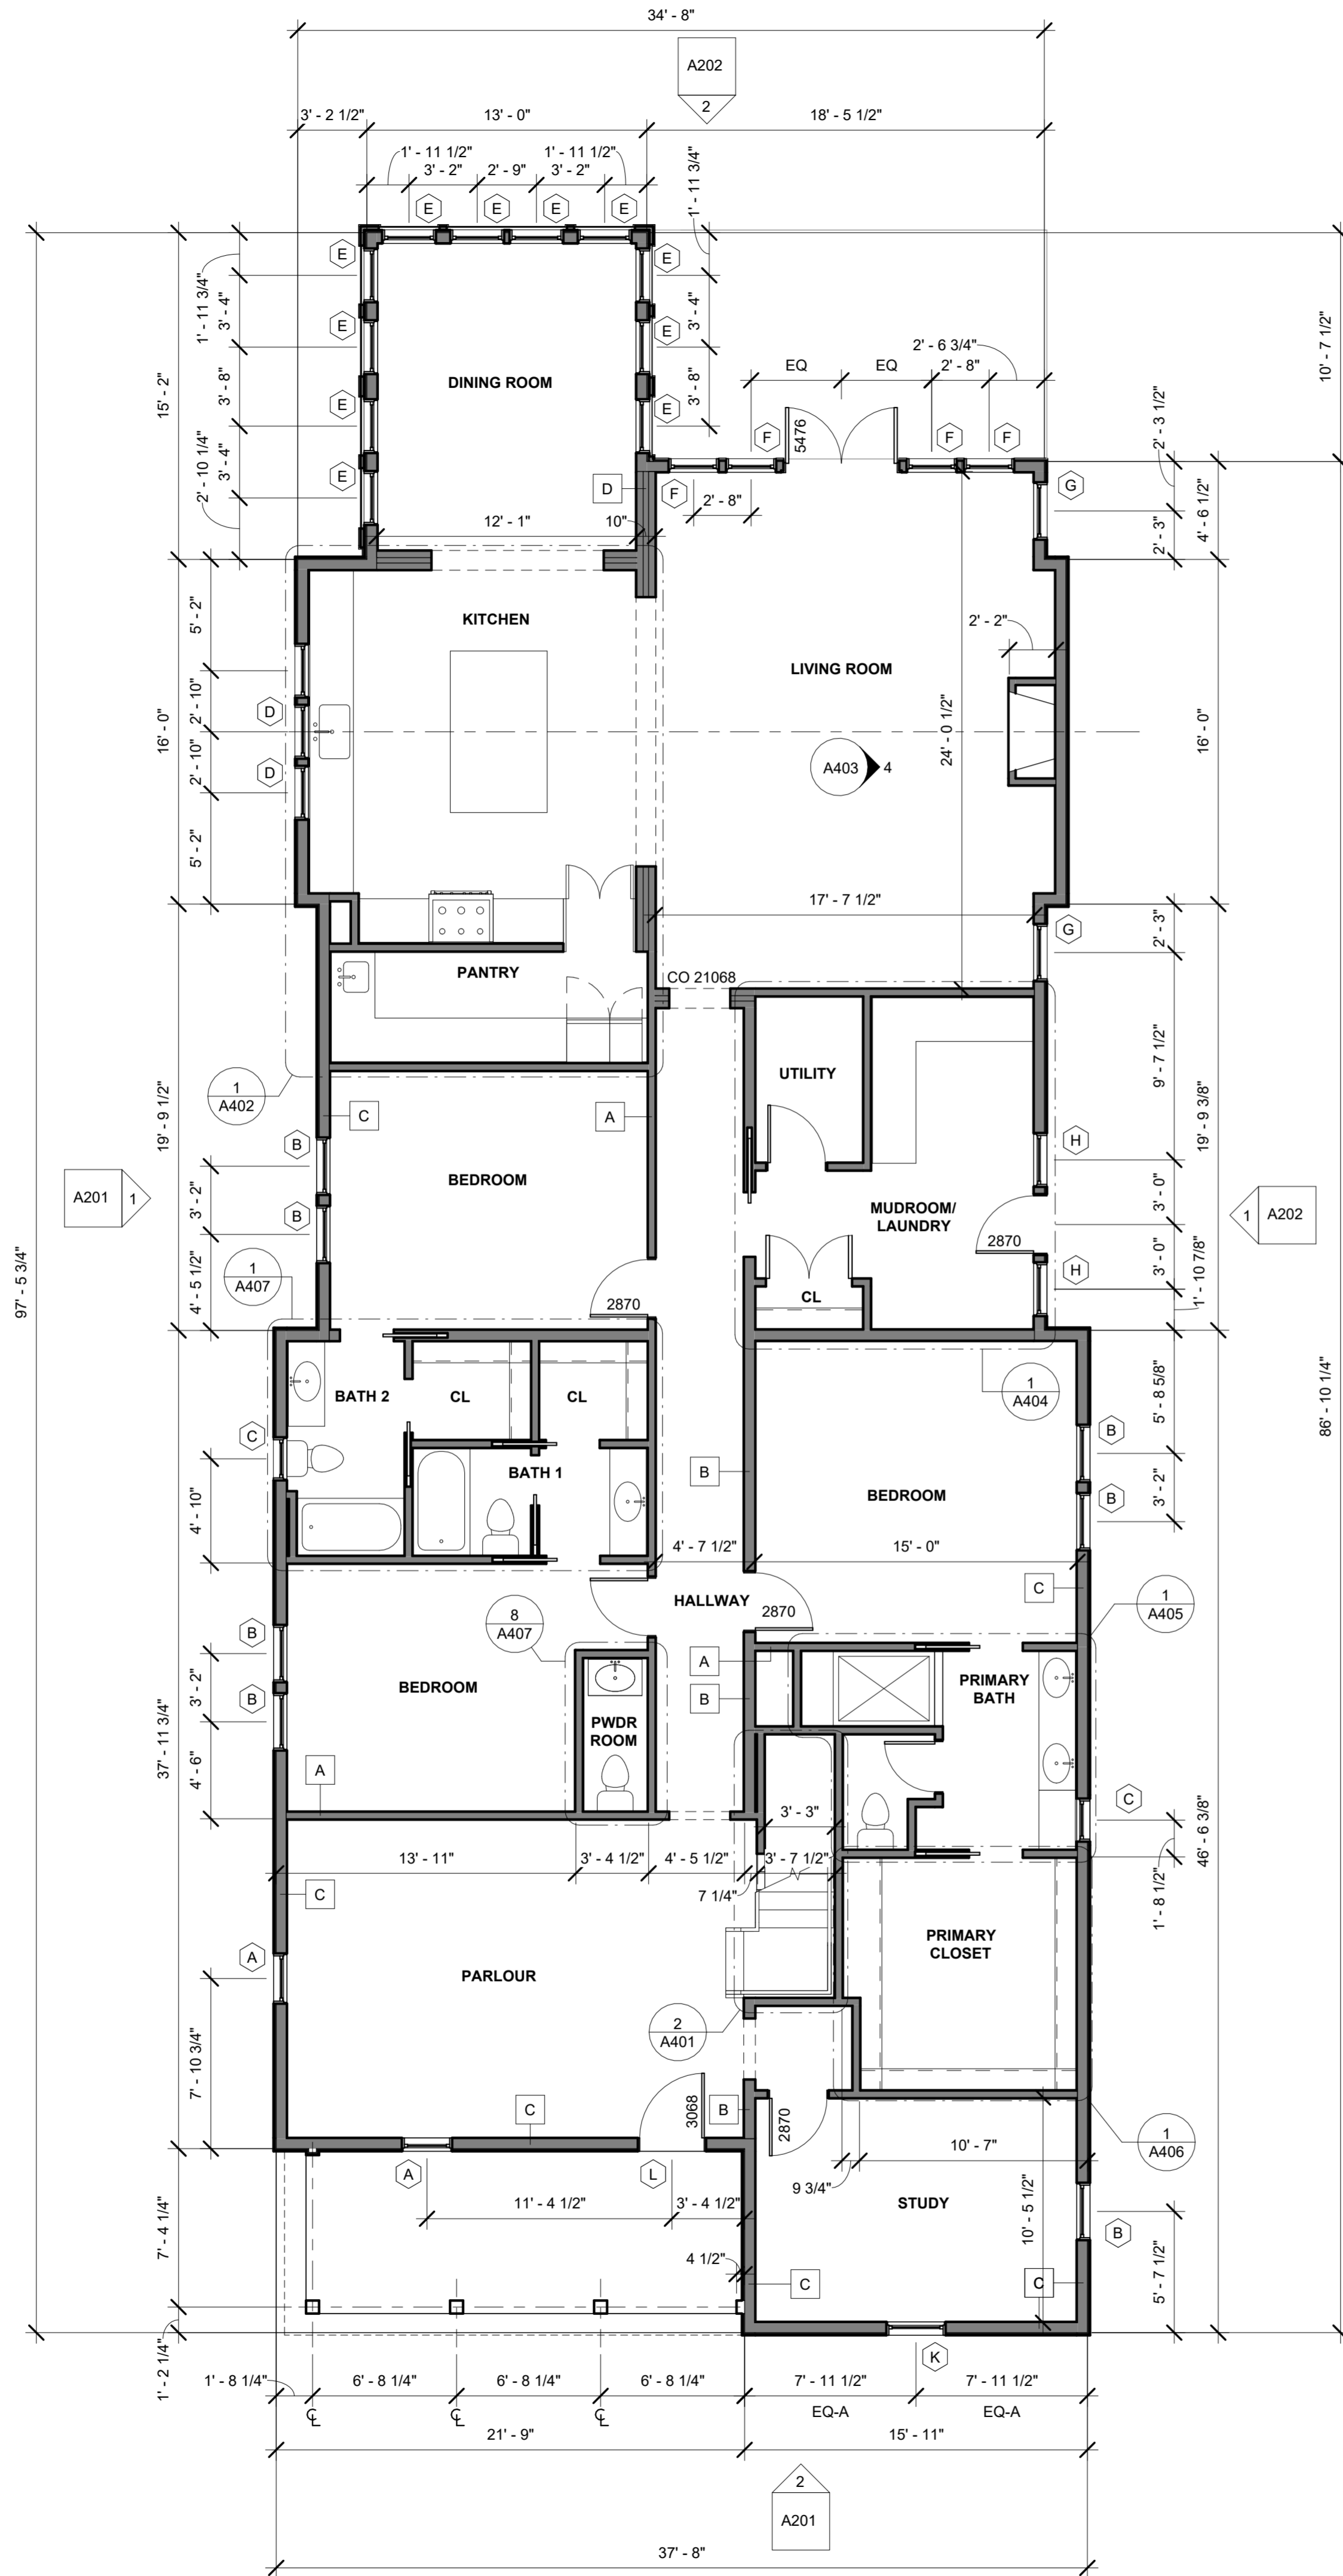 34' - 8"
A202
2
3' - 2 1/2"
13' - 0"
18' - 5 1/2"
1' - 11 1/2"
1' - 11 1/2"
3' - 2"
2' - 9"
3' - 2"
1' - 11 3/4"
E
E
E
E
E
E
1' - 11 3/4"
3' - 4"
3' - 4"
E
E
2' - 6 3/4"
EQ
EQ
2' - 8"
10' - 7 1/2"
15' - 2"
3' - 8"
DINING ROOM
3' - 8"
E
E
5476
F
F
F
2' - 3 1/2"
3' - 4"
2' - 10 1/4"
E
D
F
G
2' - 8"
4' - 6 1/2"
2' - 3"
12' - 1"
10"
5' - 2"
KITCHEN
2' - 2"
LIVING ROOM
2' - 10"
D
16' - 0"
24' - 0 1/2"
16' - 0"
2' - 10"
D
A403
4
5' - 2"
17' - 7 1/2"
G
2' - 3"
PANTRY
CO 21068
UTILITY
9' - 7 1/2"
1
A402
C
A
19' - 9 1/2"
19' - 9 3/8"
B
H
BEDROOM
A201
1
3' - 2"
B
MUDROOM/
LAUNDRY
3' - 0"
1
A202
2870
97' - 5 3/4"
1
A407
4' - 5 1/2"
H
3' - 0"
1' - 10 7/8"
CL
2870
BATH 2
CL
CL
1
A404
5' - 8 5/8"
86' - 10 1/4"
C
B
BATH 1
B
BEDROOM
B
3' - 2"
4' - 10"
4' - 7 1/2"
15' - 0"
C
HALLWAY
2870
1
A405
8
A407
B
A
3' - 2"
BEDROOM
PRIMARY
BATH
B
B
PWDR
ROOM
37' - 11 3/4"
4' - 6"
A
C
3' - 3"
46' - 6 3/8"
13' - 11"
3' - 4 1/2"
4' - 5 1/2"
3' - 7 1/2"
C
7 1/4"
1' - 8 1/2"
A
PRIMARY
CLOSET
PARLOUR
2
A401
7' - 10 3/4"
C
3068
B
2870
1
A406
A
L
10' - 7"
9 3/4"
11' - 4 1/2"
3' - 4 1/2"
STUDY
10' - 5 1/2"
B
7' - 4 1/4"
4 1/2"
C
C
5' - 7 1/2"
1' - 2 1/4"
K
1' - 8 1/4"
6' - 8 1/4"
6' - 8 1/4"
6' - 8 1/4"
7' - 11 1/2"
7' - 11 1/2"
℄
℄
℄
EQ-A
EQ-A
21' - 9"
15' - 11"
2
A201
37' - 8"